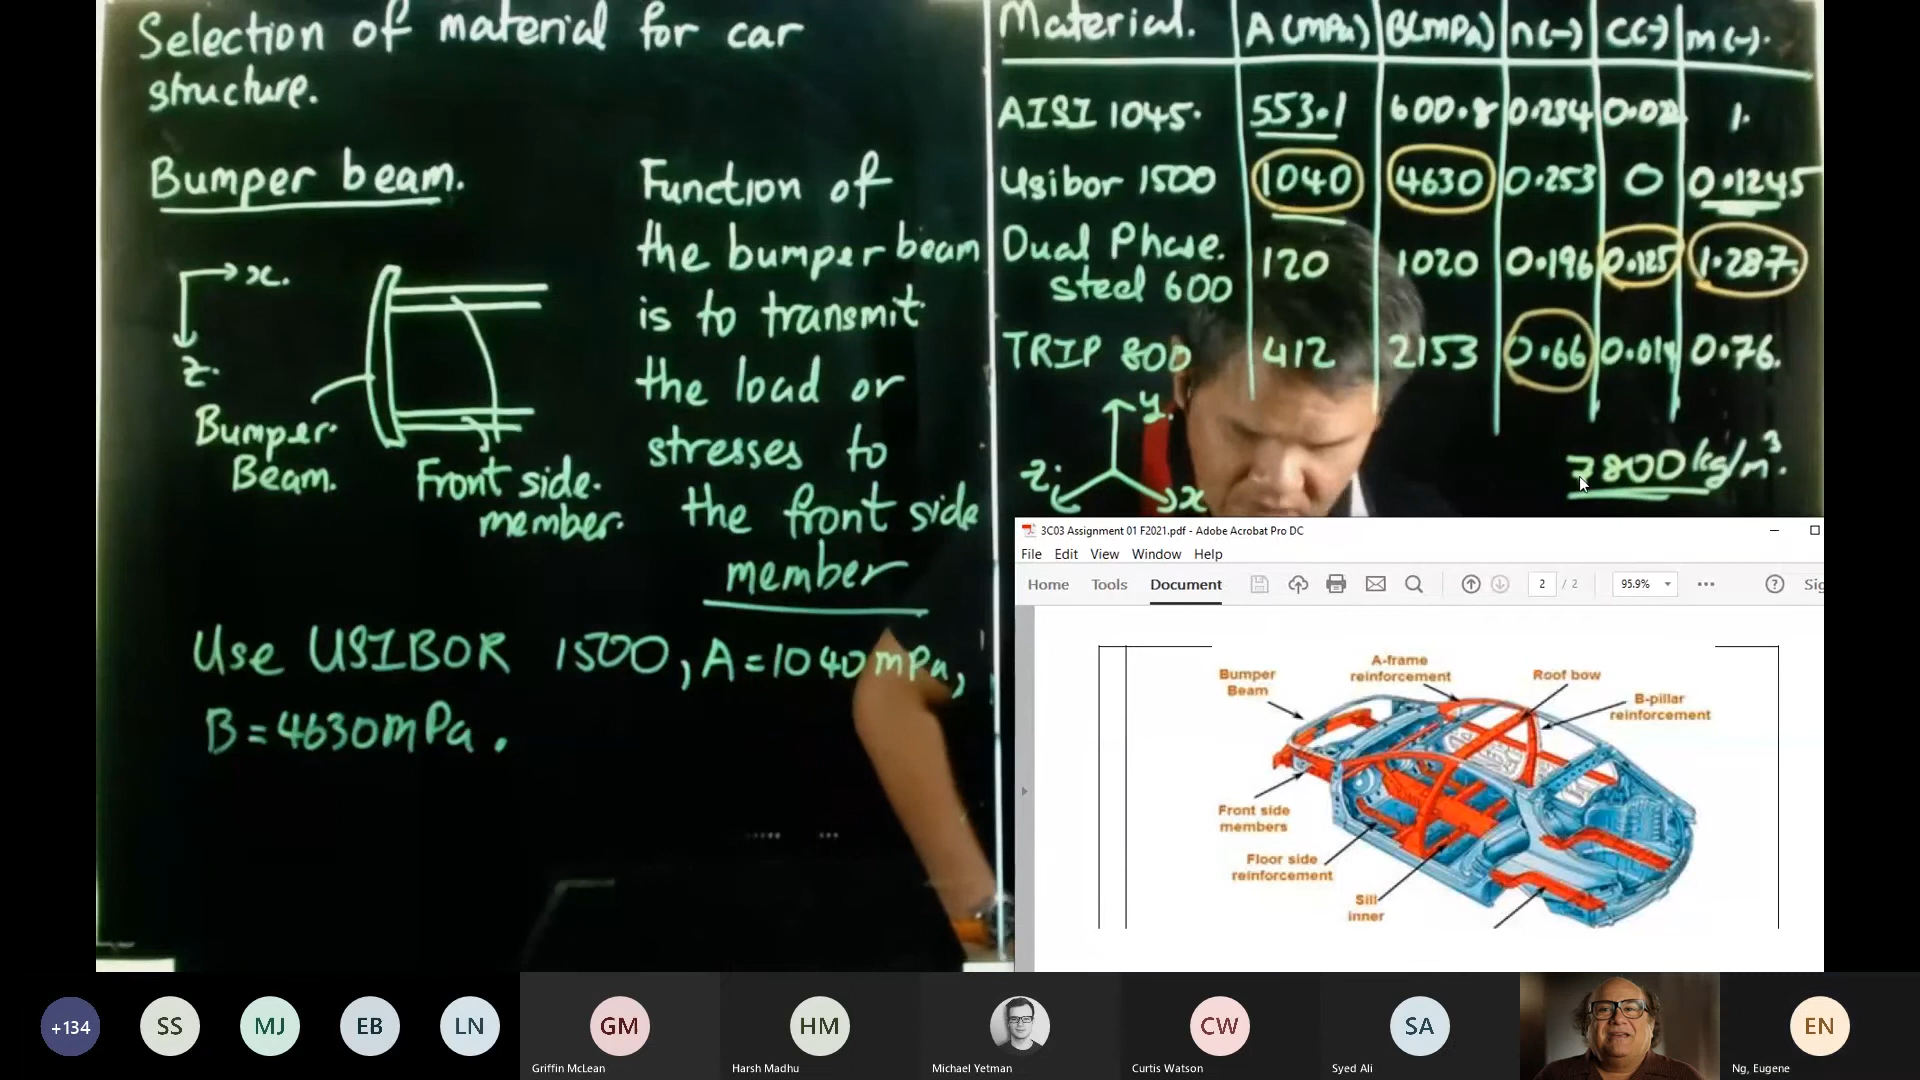 Selection of material for car
structure.
Bumper beam.
x.
z.
Bumper
Beam.
Front side
member.
Function of
the bumper beam
is to transmit
the load or
stresses to
the front side
member
Use USIBOR 1500, A = 1040 mPa,
B = 4630 mPa.
Material. A (mPa) B(mPa) n(-) C(-) m(-).
AISI 1045. 553.1 600.8 0.234 1.
Usibor 1500 1040 4630 0.253 0 0.1245
Dual Phase.
steel 600 120 1020 0.196 0.125 1.287.
TRIP 800 412 2153 0.66 0.76.
y.
z.
x
7800 kg/m³.
3C03 Assignment 01 F2021.pdf - Adobe Acrobat Pro DC
File Edit View Window Help
Home Tools Document 2 / 2 95.9%
Bumper
Beam
A-frame
reinforcement
Roof bow
B-pillar
reinforcement
Front side
members
Floor side
reinforcement
Sill
inner
+134 SS MJ EB LN GM HM CW SA EN
Griffin McLean Harsh Madhu Michael Yetman Curtis Watson Syed Ali Ng, Eugene